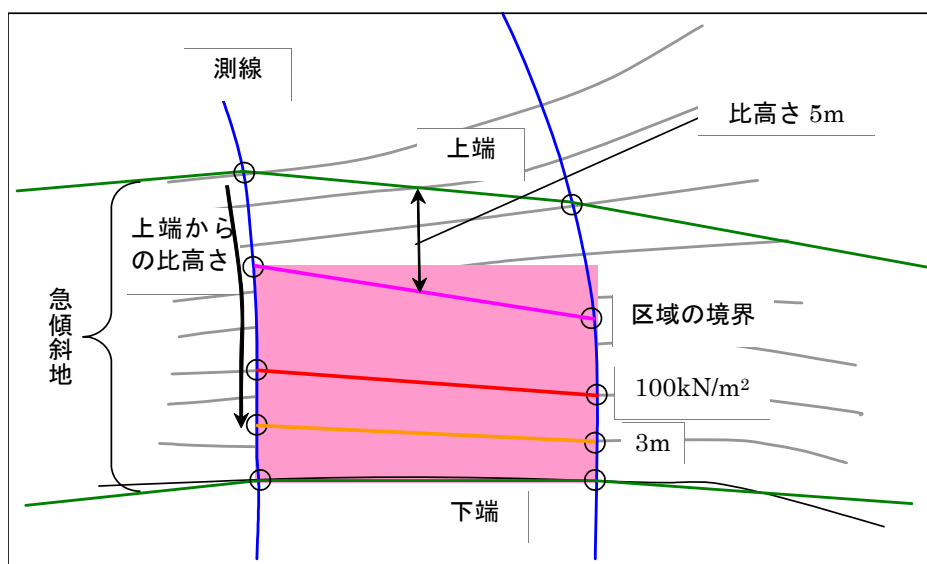 測線
比高さ 5m
上端
上端から
の比高さ
急傾斜地
区域の境界
100kN/m²
3m
下端